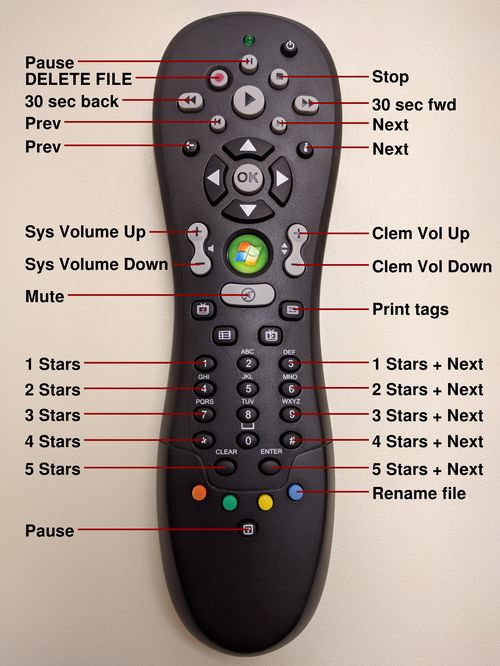 Pause
DELETE FILE
Stop
30 sec back
30 sec fwd
Prev
Next
Prev
Next
OK
Sys Volume Up
+
+
Clem Vol Up
Sys Volume Down
-
-
Clem Vol Down
Mute
Print tags
ABC
DEF
1 Stars
1
2
3
1 Stars + Next
GHI
JKL
MNO
2 Stars
4
5
6
2 Stars + Next
PQRS
TUV
WXYZ
3 Stars
7
8
9
3 Stars + Next
4 Stars
*
0
#
4 Stars + Next
CLEAR
ENTER
5 Stars
5 Stars + Next
Rename file
Pause